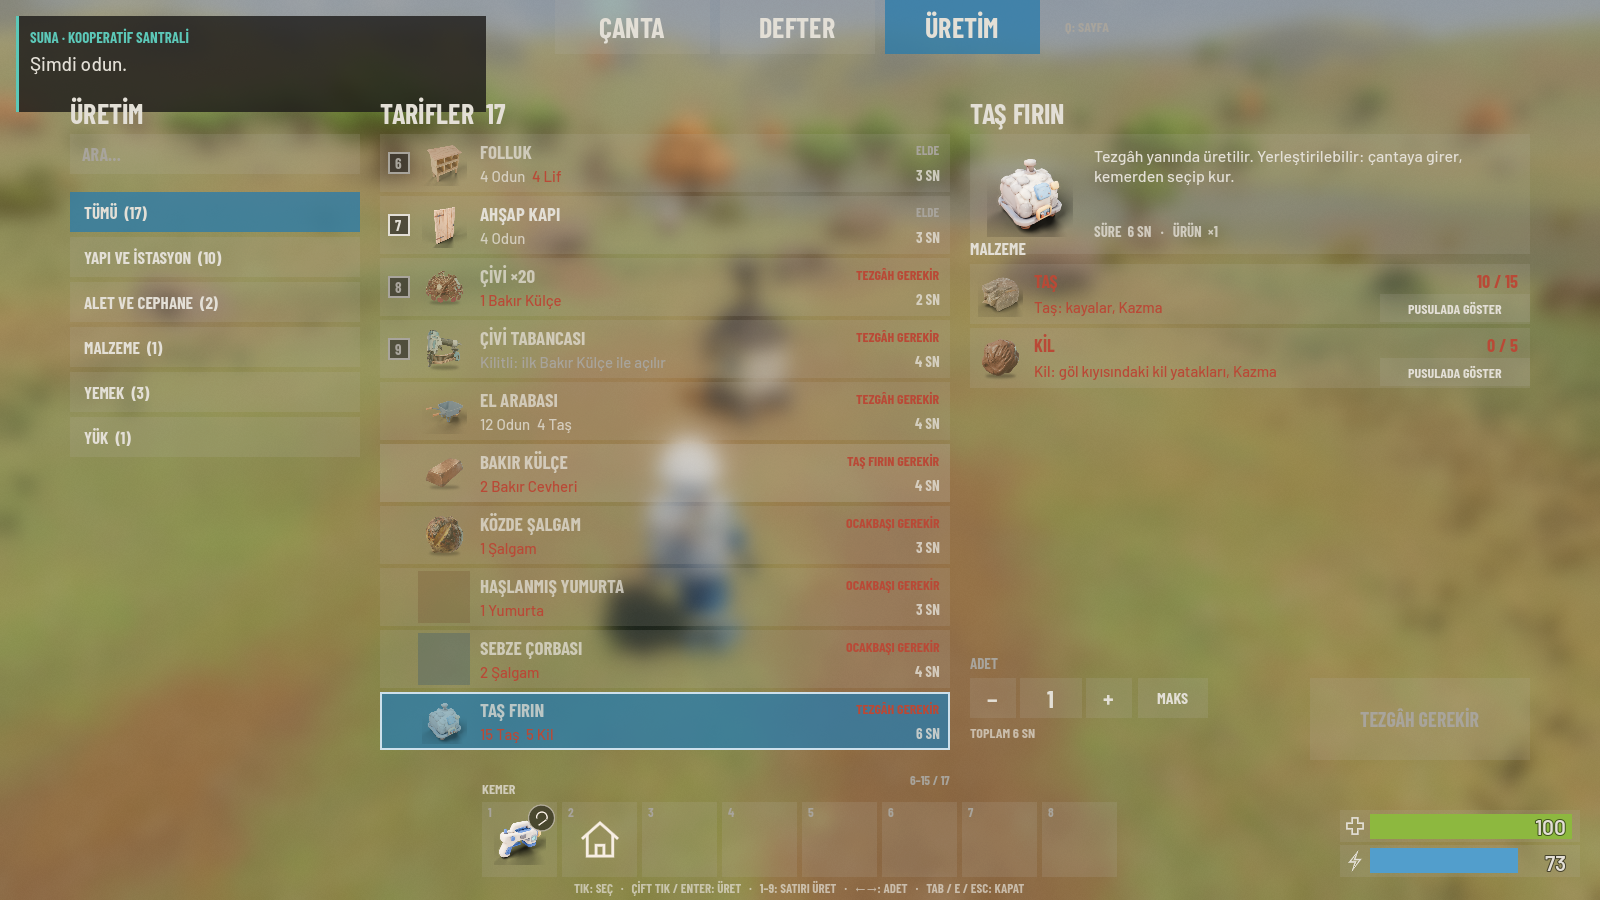 SUNA · KOOPERATİF SANTRALİ
Şimdi odun.
ÇANTA
DEFTER
ÜRETİM
Q: SAYFA
ÜRETİM
ARA...
TÜMÜ (17)
YAPI VE İSTASYON (10)
ALET VE CEPHANE (2)
MALZEME (1)
YEMEK (3)
YÜK (1)
TARİFLER 17
6
FOLLUK
ELDE
4 Odun 4 Lif
3 SN
7
AHŞAP KAPI
ELDE
4 Odun
3 SN
8
ÇİVİ ×20
TEZGÂH GEREKİR
1 Bakır Külçe
2 SN
9
ÇİVİ TABANCASI
TEZGÂH GEREKİR
Kilitli: ilk Bakır Külçe ile açılır
4 SN
EL ARABASI
TEZGÂH GEREKİR
12 Odun 4 Taş
4 SN
BAKIR KÜLÇE
TAŞ FIRIN GEREKİR
2 Bakır Cevheri
4 SN
KÖZDE ŞALGAM
OCAKBAŞI GEREKİR
1 Şalgam
3 SN
HAŞLANMIŞ YUMURTA
OCAKBAŞI GEREKİR
1 Yumurta
3 SN
SEBZE ÇORBASI
OCAKBAŞI GEREKİR
2 Şalgam
4 SN
TAŞ FIRIN
TEZGÂH GEREKİR
15 Taş 5 Kil
6 SN
6-15 / 17
TAŞ FIRIN
Tezgâh yanında üretilir. Yerleştirilebilir: çantaya girer,
kemerden seçip kur.
SÜRE 6 SN · ÜRÜN ×1
MALZEME
TAŞ
10 / 15
Taş: kayalar, Kazma
PUSULADA GÖSTER
KİL
0 / 5
Kil: göl kıyısındaki kil yatakları, Kazma
PUSULADA GÖSTER
ADET
− 1 + MAKS
TOPLAM 6 SN
TEZGÂH GEREKİR
KEMER
1 2 3 4 5 6 7 8
100
73
TIK: SEÇ · ÇİFT TIK / ENTER: ÜRET · 1-9: SATIRI ÜRET · ←→: ADET · TAB / E / ESC: KAPAT